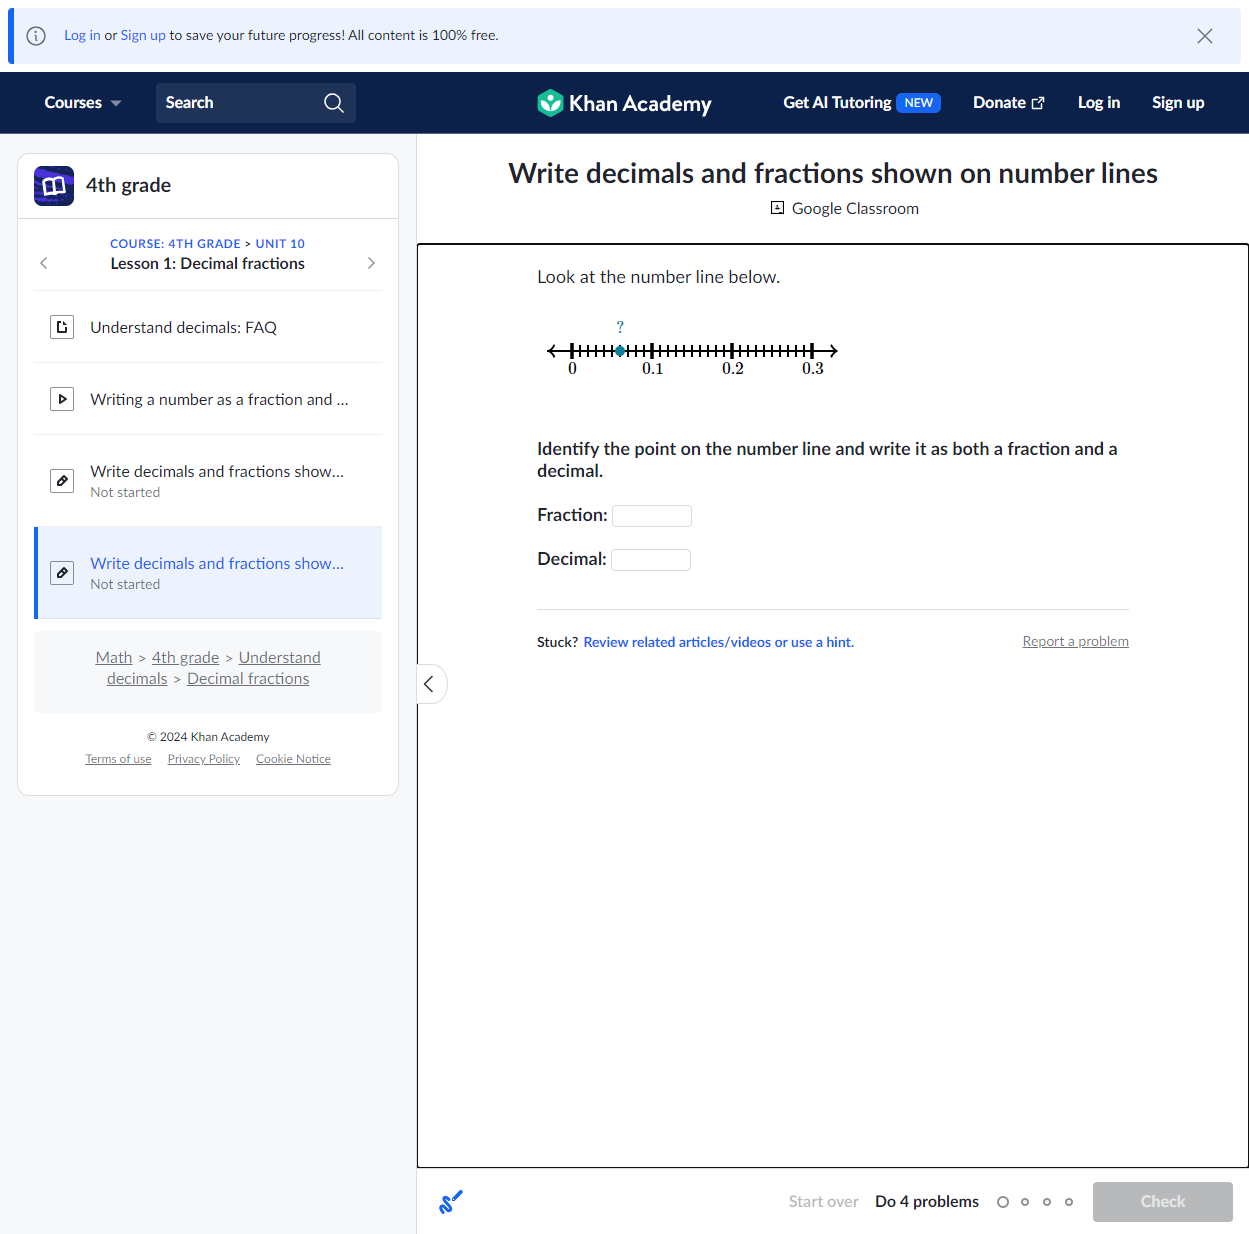 Log in or Sign up to save your future progress! All content is 100% free.
Courses
Search
Khan Academy
Get AI Tutoring NEW
Donate
Log in
Sign up
4th grade
COURSE: 4TH GRADE > UNIT 10
Lesson 1: Decimal fractions
Understand decimals: FAQ
Writing a number as a fraction and ...
Write decimals and fractions show...
Not started
Write decimals and fractions show...
Not started
Math > 4th grade > Understand
decimals > Decimal fractions
© 2024 Khan Academy
Terms of use Privacy Policy Cookie Notice
Write decimals and fractions shown on number lines
Google Classroom
Look at the number line below.
?
0 0.1 0.2 0.3
Identify the point on the number line and write it as both a fraction and a
decimal.
Fraction:
Decimal:
Stuck? Review related articles/videos or use a hint.
Report a problem
Start over
Do 4 problems
Check